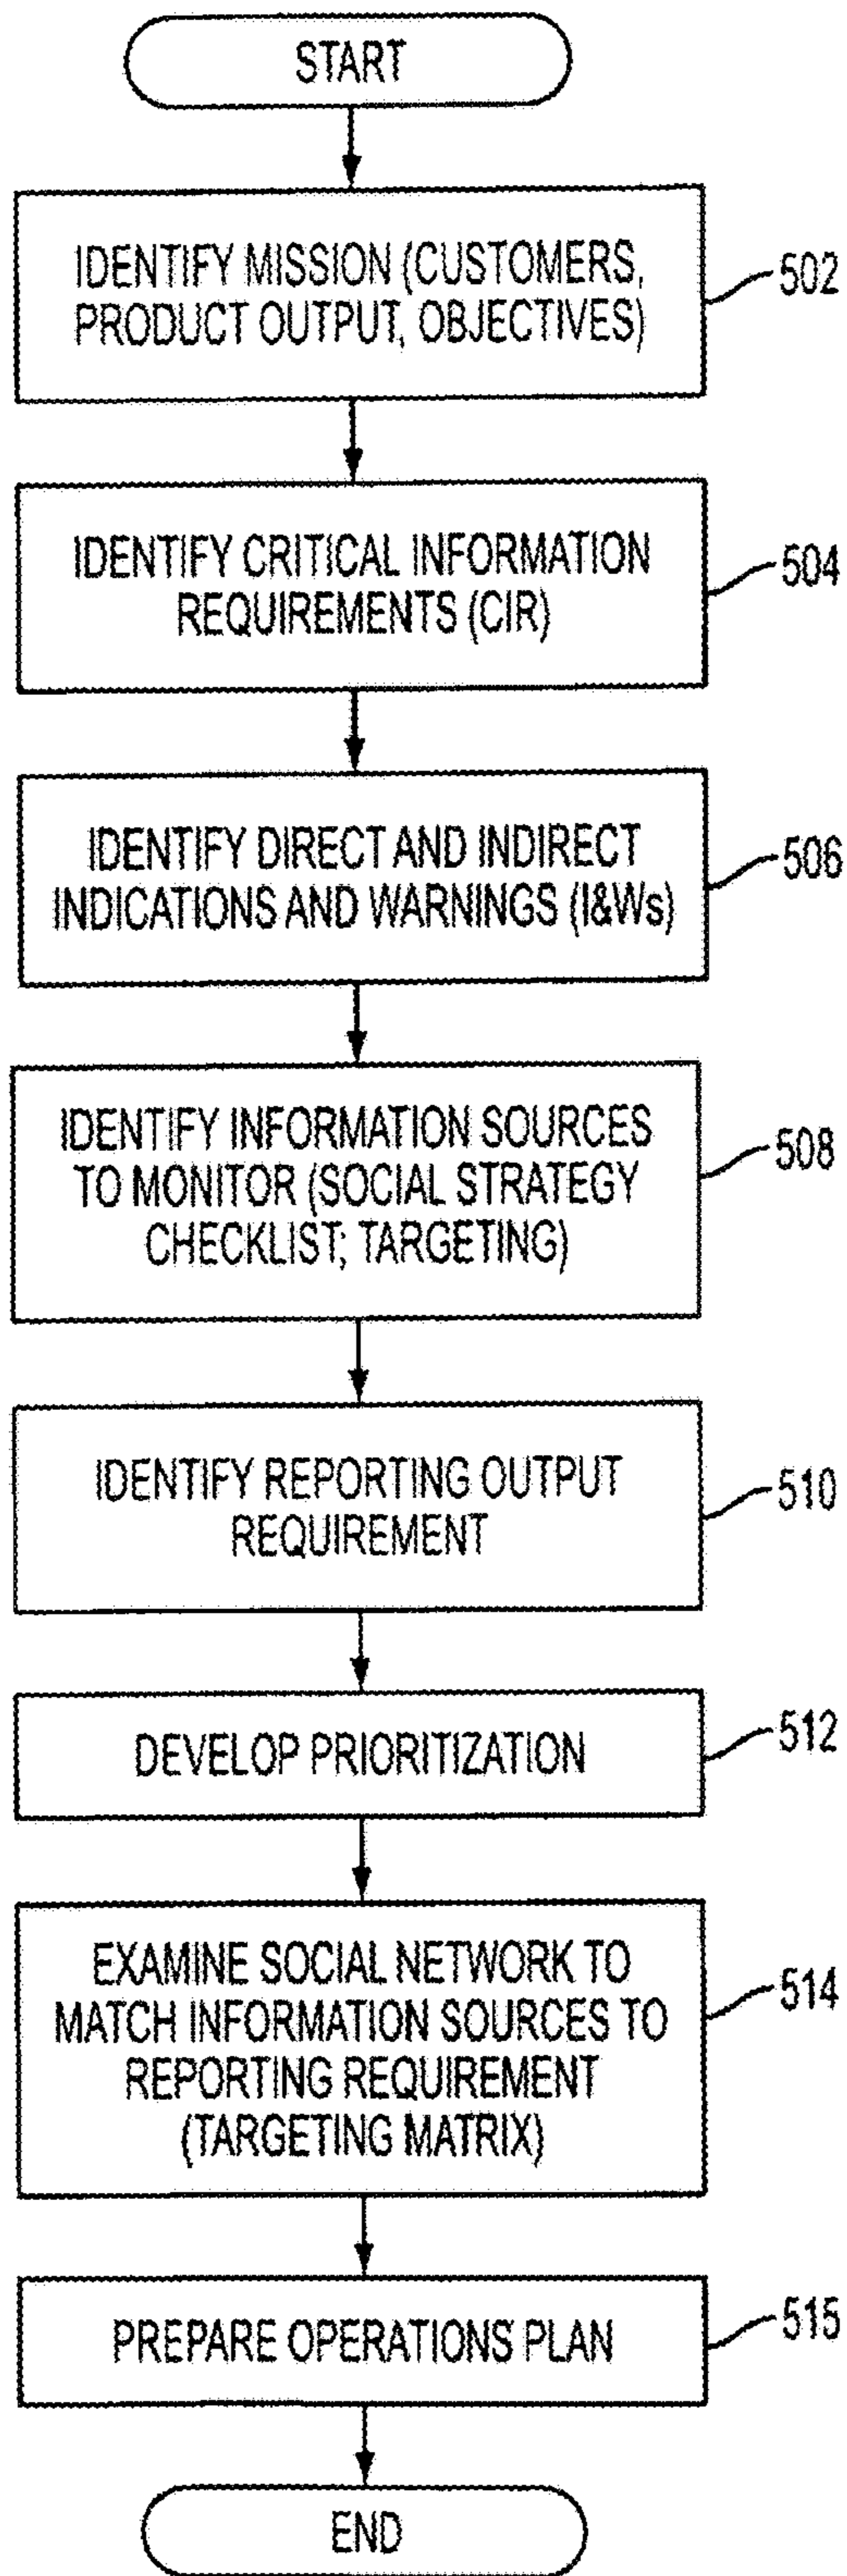 START
IDENTIFY MISSION (CUSTOMERS,
PRODUCT OUTPUT, OBJECTIVES)
502
IDENTIFY CRITICAL INFORMATION
REQUIREMENTS (CIR)
504
IDENTIFY DIRECT AND INDIRECT
INDICATIONS AND WARNINGS (I&Ws)
506
IDENTIFY INFORMATION SOURCES
TO MONITOR (SOCIAL STRATEGY
CHECKLIST; TARGETING)
508
IDENTIFY REPORTING OUTPUT
REQUIREMENT
510
DEVELOP PRIORITIZATION
512
EXAMINE SOCIAL NETWORK TO
MATCH INFORMATION SOURCES TO
REPORTING REQUIREMENT
(TARGETING MATRIX)
514
PREPARE OPERATIONS PLAN
515
END